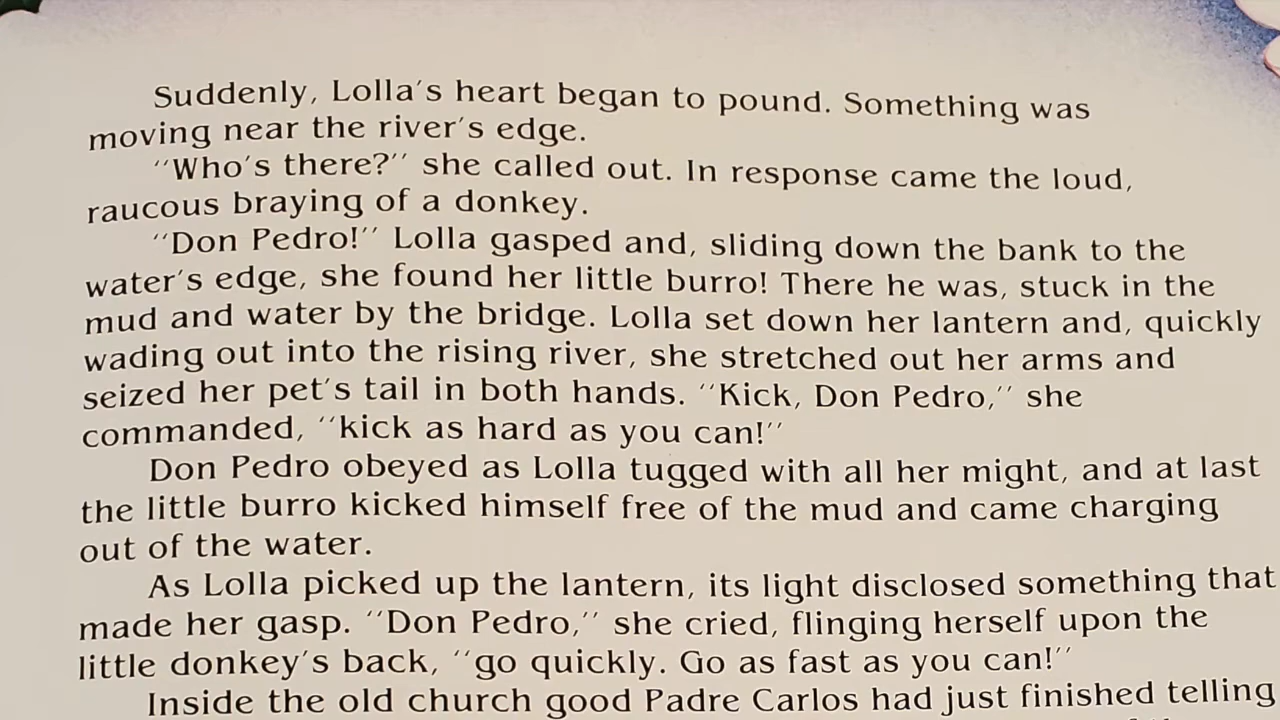 Suddenly, Lolla's heart began to pound. Something was
moving near the river's edge.
"Who's there?" she called out. In response came the loud,
raucous braying of a donkey.
"Don Pedro!" Lolla gasped and, sliding down the bank to the
water's edge, she found her little burro! There he was, stuck in the
mud and water by the bridge. Lolla set down her lantern and, quickly
wading out into the rising river, she stretched out her arms and
seized her pet's tail in both hands. "Kick, Don Pedro," she
commanded, "kick as hard as you can!"
Don Pedro obeyed as Lolla tugged with all her might, and at last
the little burro kicked himself free of the mud and came charging
out of the water.
As Lolla picked up the lantern, its light disclosed something that
made her gasp. "Don Pedro," she cried, flinging herself upon the
little donkey's back, "go quickly. Go as fast as you can!"
Inside the old church good Padre Carlos had just finished telling